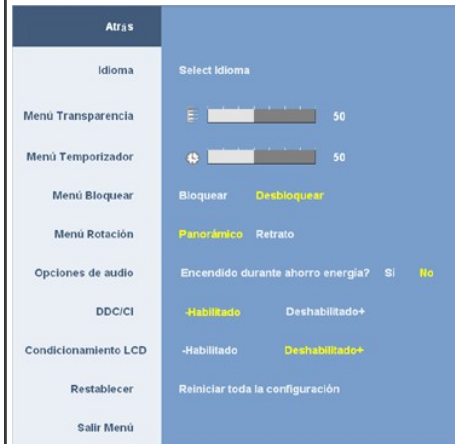 Atrás
Idioma Select Idioma
Menú Transparencia 50
Menú Temporizador 50
Menú Bloquear Bloquear Desbloquear
Menú Rotación Panorámico Retrato
Opciones de audio Encendido durante ahorro energía? Sí No
DDC/CI -Habilitado Deshabilitado+
Condicionamiento LCD -Habilitado Deshabilitado+
Restablecer Reiniciar toda la configuración
Salir Menú